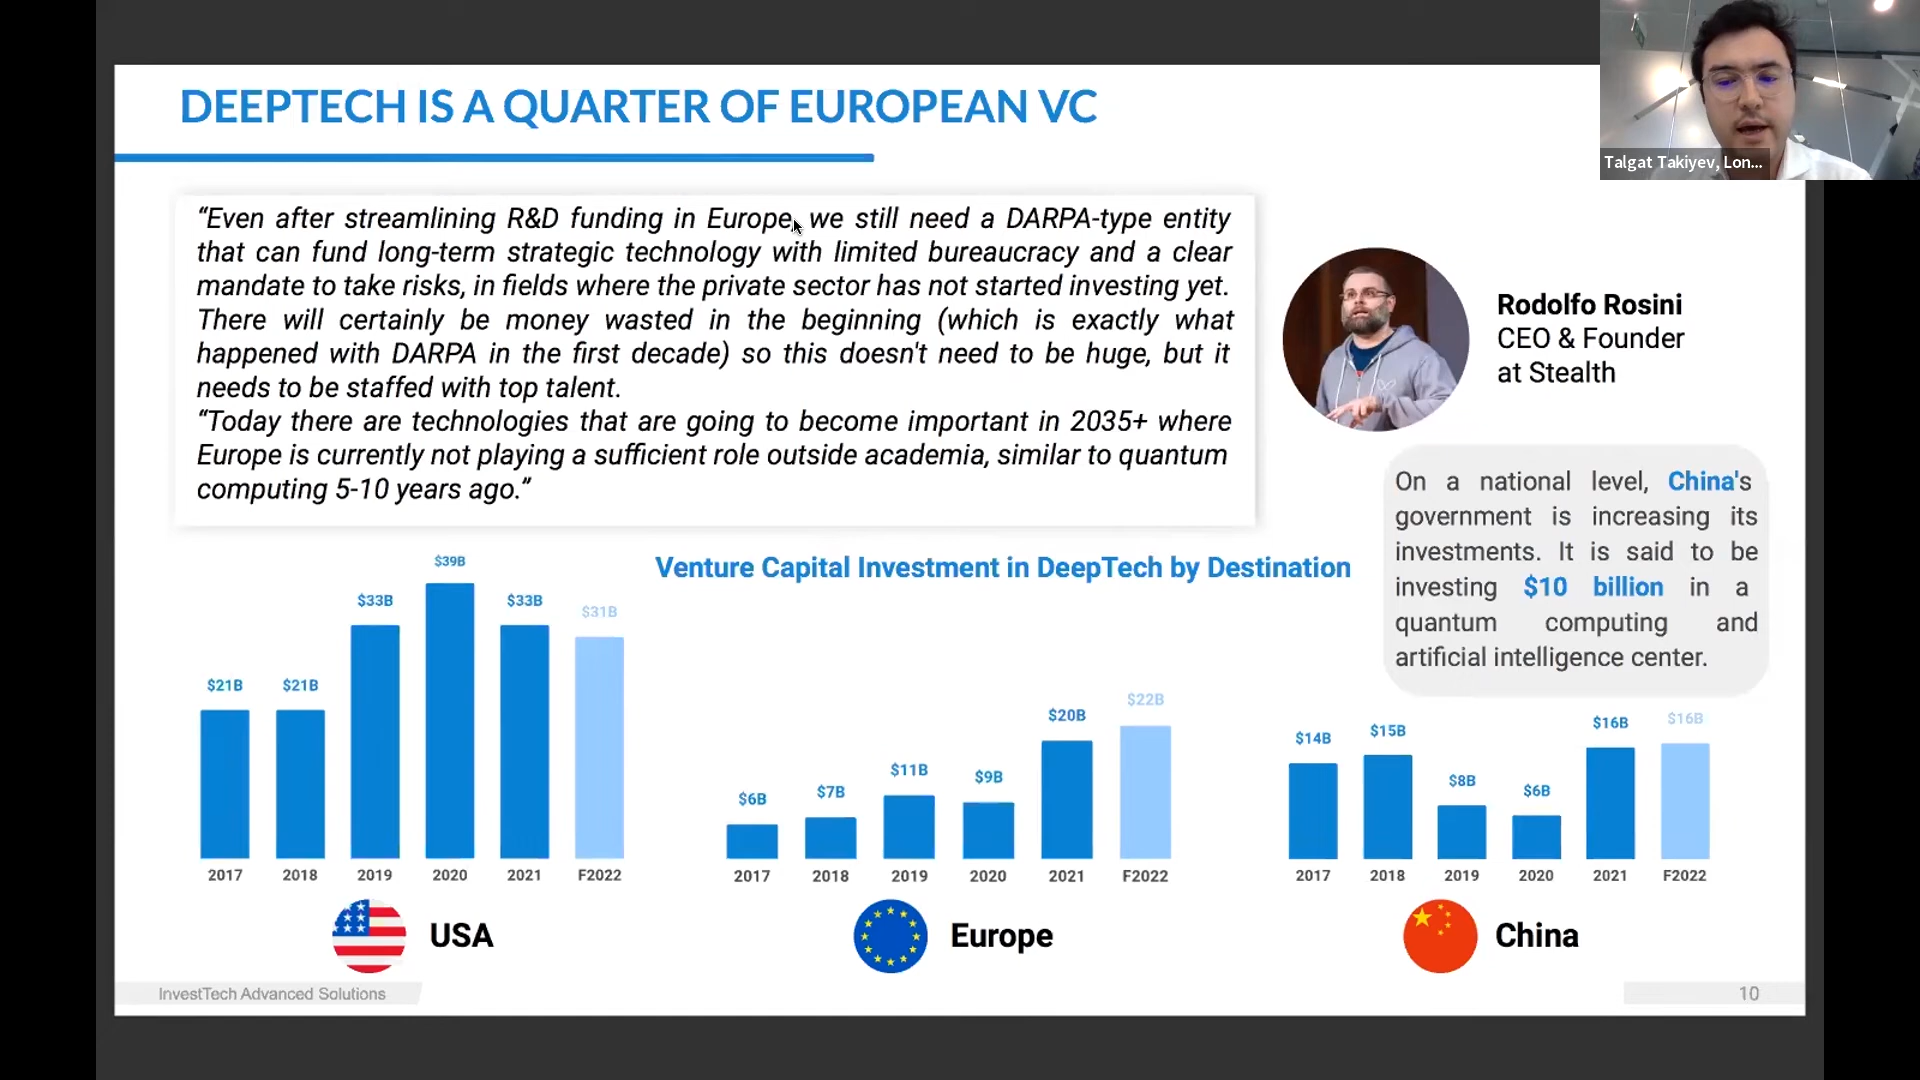 DEEPTECH IS A QUARTER OF EUROPEAN VC
Talgat Takiyev, Lon...
“Even after streamlining R&D funding in Europe, we still need a DARPA-type entity
that can fund long-term strategic technology with limited bureaucracy and a clear
mandate to take risks, in fields where the private sector has not started investing yet.
There will certainly be money wasted in the beginning (which is exactly what
happened with DARPA in the first decade) so this doesn't need to be huge, but it
needs to be staffed with top talent.
“Today there are technologies that are going to become important in 2035+ where
Europe is currently not playing a sufficient role outside academia, similar to quantum
computing 5-10 years ago.”
Rodolfo Rosini
CEO & Founder
at Stealth
On a national level, China's
government is increasing its
investments. It is said to be
investing $10 billion in a
quantum computing and
artificial intelligence center.
Venture Capital Investment in DeepTech by Destination
$21B $21B $33B $39B $33B $31B
2017 2018 2019 2020 2021 F2022
USA
$6B $7B $11B $9B $20B $22B
2017 2018 2019 2020 2021 F2022
Europe
$14B $15B $8B $6B $16B $16B
2017 2018 2019 2020 2021 F2022
China
InvestTech Advanced Solutions
10